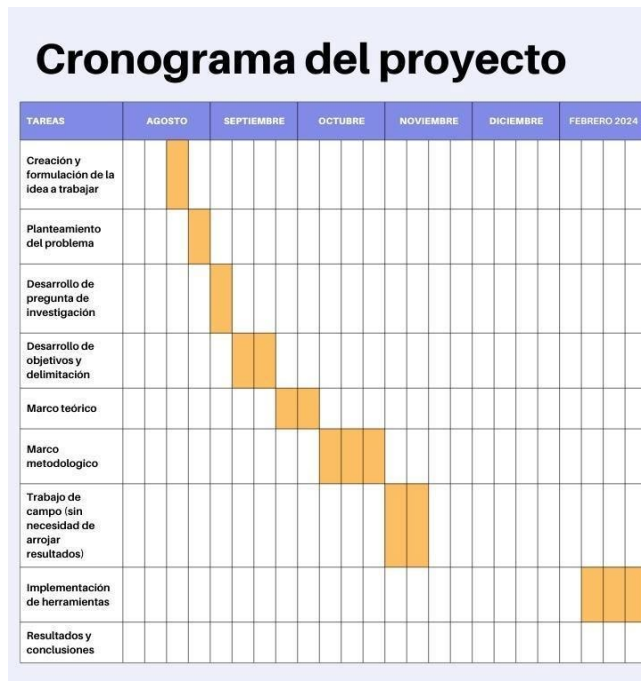 Cronograma del proyecto
TAREAS AGOSTO SEPTIEMBRE OCTUBRE NOVIEMBRE DICIEMBRE FEBRERO 2024
Creación y
formulación de la
idea a trabajar
Planteamiento
del problema
Desarrollo de
pregunta de
investigación
Desarrollo de
objetivos y
delimitación
Marco teórico
Marco
metodologico
Trabajo de
campo (sin
necesidad de
arrojar
resultados)
Implementación
de herramientas
Resultados y
conclusiones